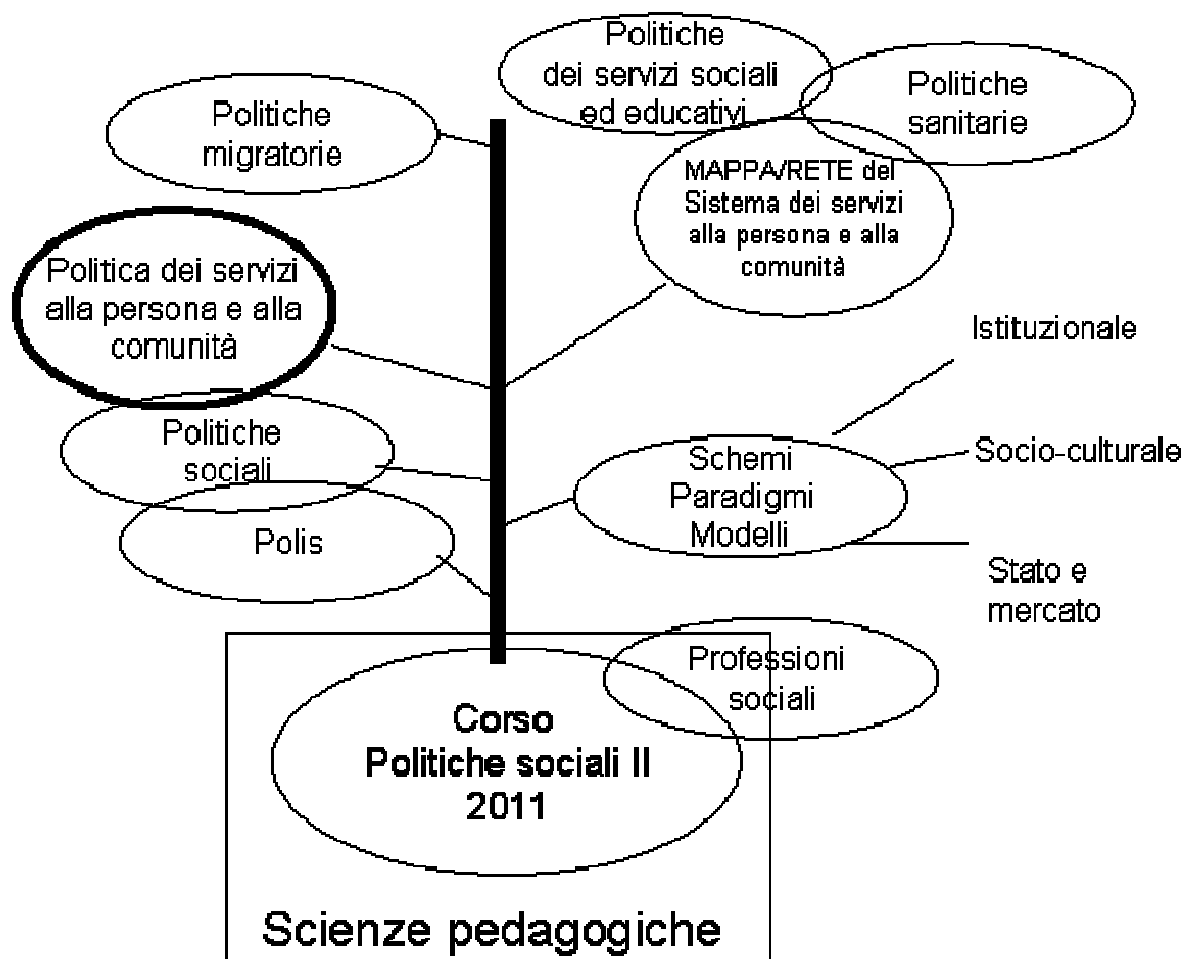 Politiche
dei servizi sociali
ed educativi
Politiche
sanitarie
Politiche
migratorie
MAPPA/RETE del
Sistema dei servizi
alla persona e alla
comunità
Politica dei servizi
alla persona e alla
comunità
Istituzionale
Politiche
sociali
Schemi
Paradigmi
Modelli
Socio-culturale
Polis
Stato e
mercato
Professioni
sociali
Corso
Politiche sociali II
2011
Scienze pedagogiche